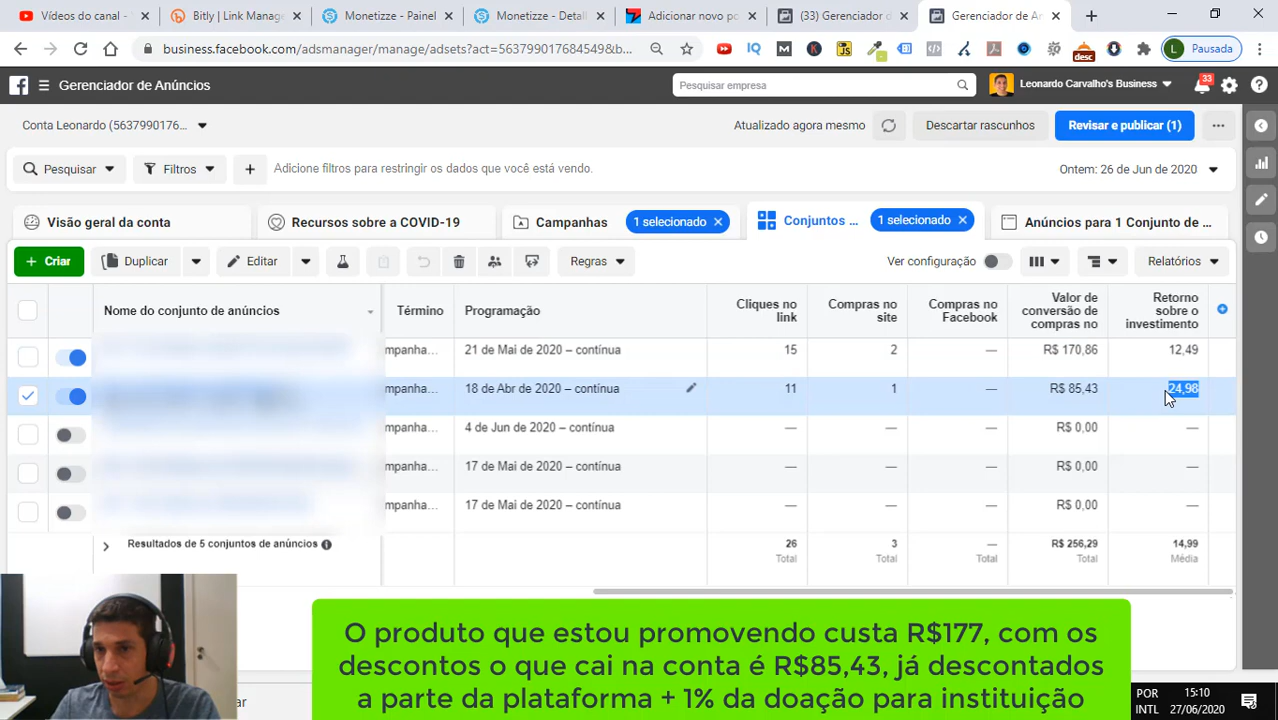 Vídeos do canal -
Bitly | Link Manage
Monetizze - Painel
Monetizze - Detal
Adicionar novo po
(33) Gerenciador d
Gerenciador de An
business.facebook.com/adsmanager/manage/adsets?act=563799017684549&b...
Pausada
Gerenciador de Anúncios
Pesquisar empresa
Leonardo Carvalho's Business
33
Conta Leonardo (5637990176...
Atualizado agora mesmo
Descartar rascunhos
Revisar e publicar (1)
Pesquisar
Filtros
Adicione filtros para restringir os dados que você está vendo.
Ontem: 26 de Jun de 2020
Visão geral da conta
Recursos sobre a COVID-19
Campanhas
1 selecionado
Conjuntos ...
1 selecionado
Anúncios para 1 Conjunto de ...
Criar
Duplicar
Editar
Regras
Ver configuração
Relatórios
Nome do conjunto de anúncios
Término
Programação
Cliques no link
Compras no site
Compras no Facebook
Valor de conversão de compras no
Retorno sobre o investimento
mpanha... 21 de Mai de 2020 – contínua 15 2 — R$ 170,86 12,49
mpanha... 18 de Abr de 2020 – contínua 11 1 — R$ 85,43 24,98
mpanha... 4 de Jun de 2020 – contínua — — — R$ 0,00 —
mpanha... 17 de Mai de 2020 – contínua — — — R$ 0,00 —
mpanha... 17 de Mai de 2020 – contínua — — — R$ 0,00 —
Resultados de 5 conjuntos de anúncios 26 3 — R$ 256,29 14,99
Total Total Total Total Média
O produto que estou promovendo custa R$177, com os
descontos o que cai na conta é R$85,43, já descontados
a parte da plataforma + 1% da doação para instituição
POR
INTL
15:10
27/06/2020